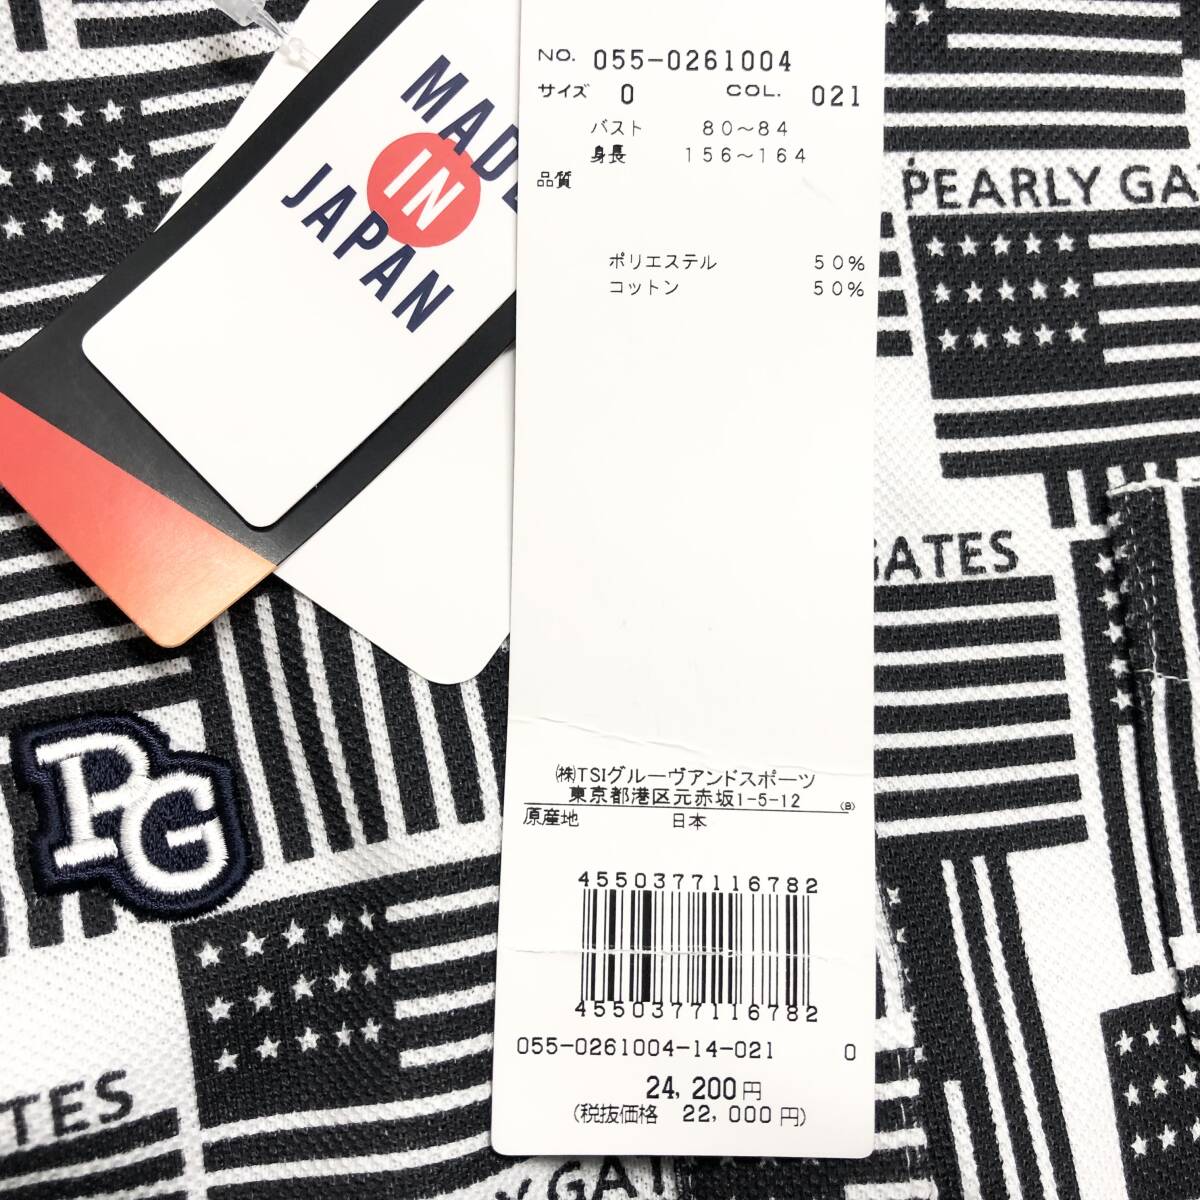 MADE
IN
JAPAN
NO. 055-0261004
サイズ 0 COL. 021
バスト 80～84
身長 156～164
品質
ポリエステル 50%
コットン 50%
㈱TSIグルーヴアンドスポーツ
東京都港区元赤坂1-5-12 (B)
原産地 日本
4550377116782
4550377116782
055-0261004-14-021 0
24,200円
(税抜価格 22,000円)
PEARLY GA
GATES
PG
TES
Y GAT